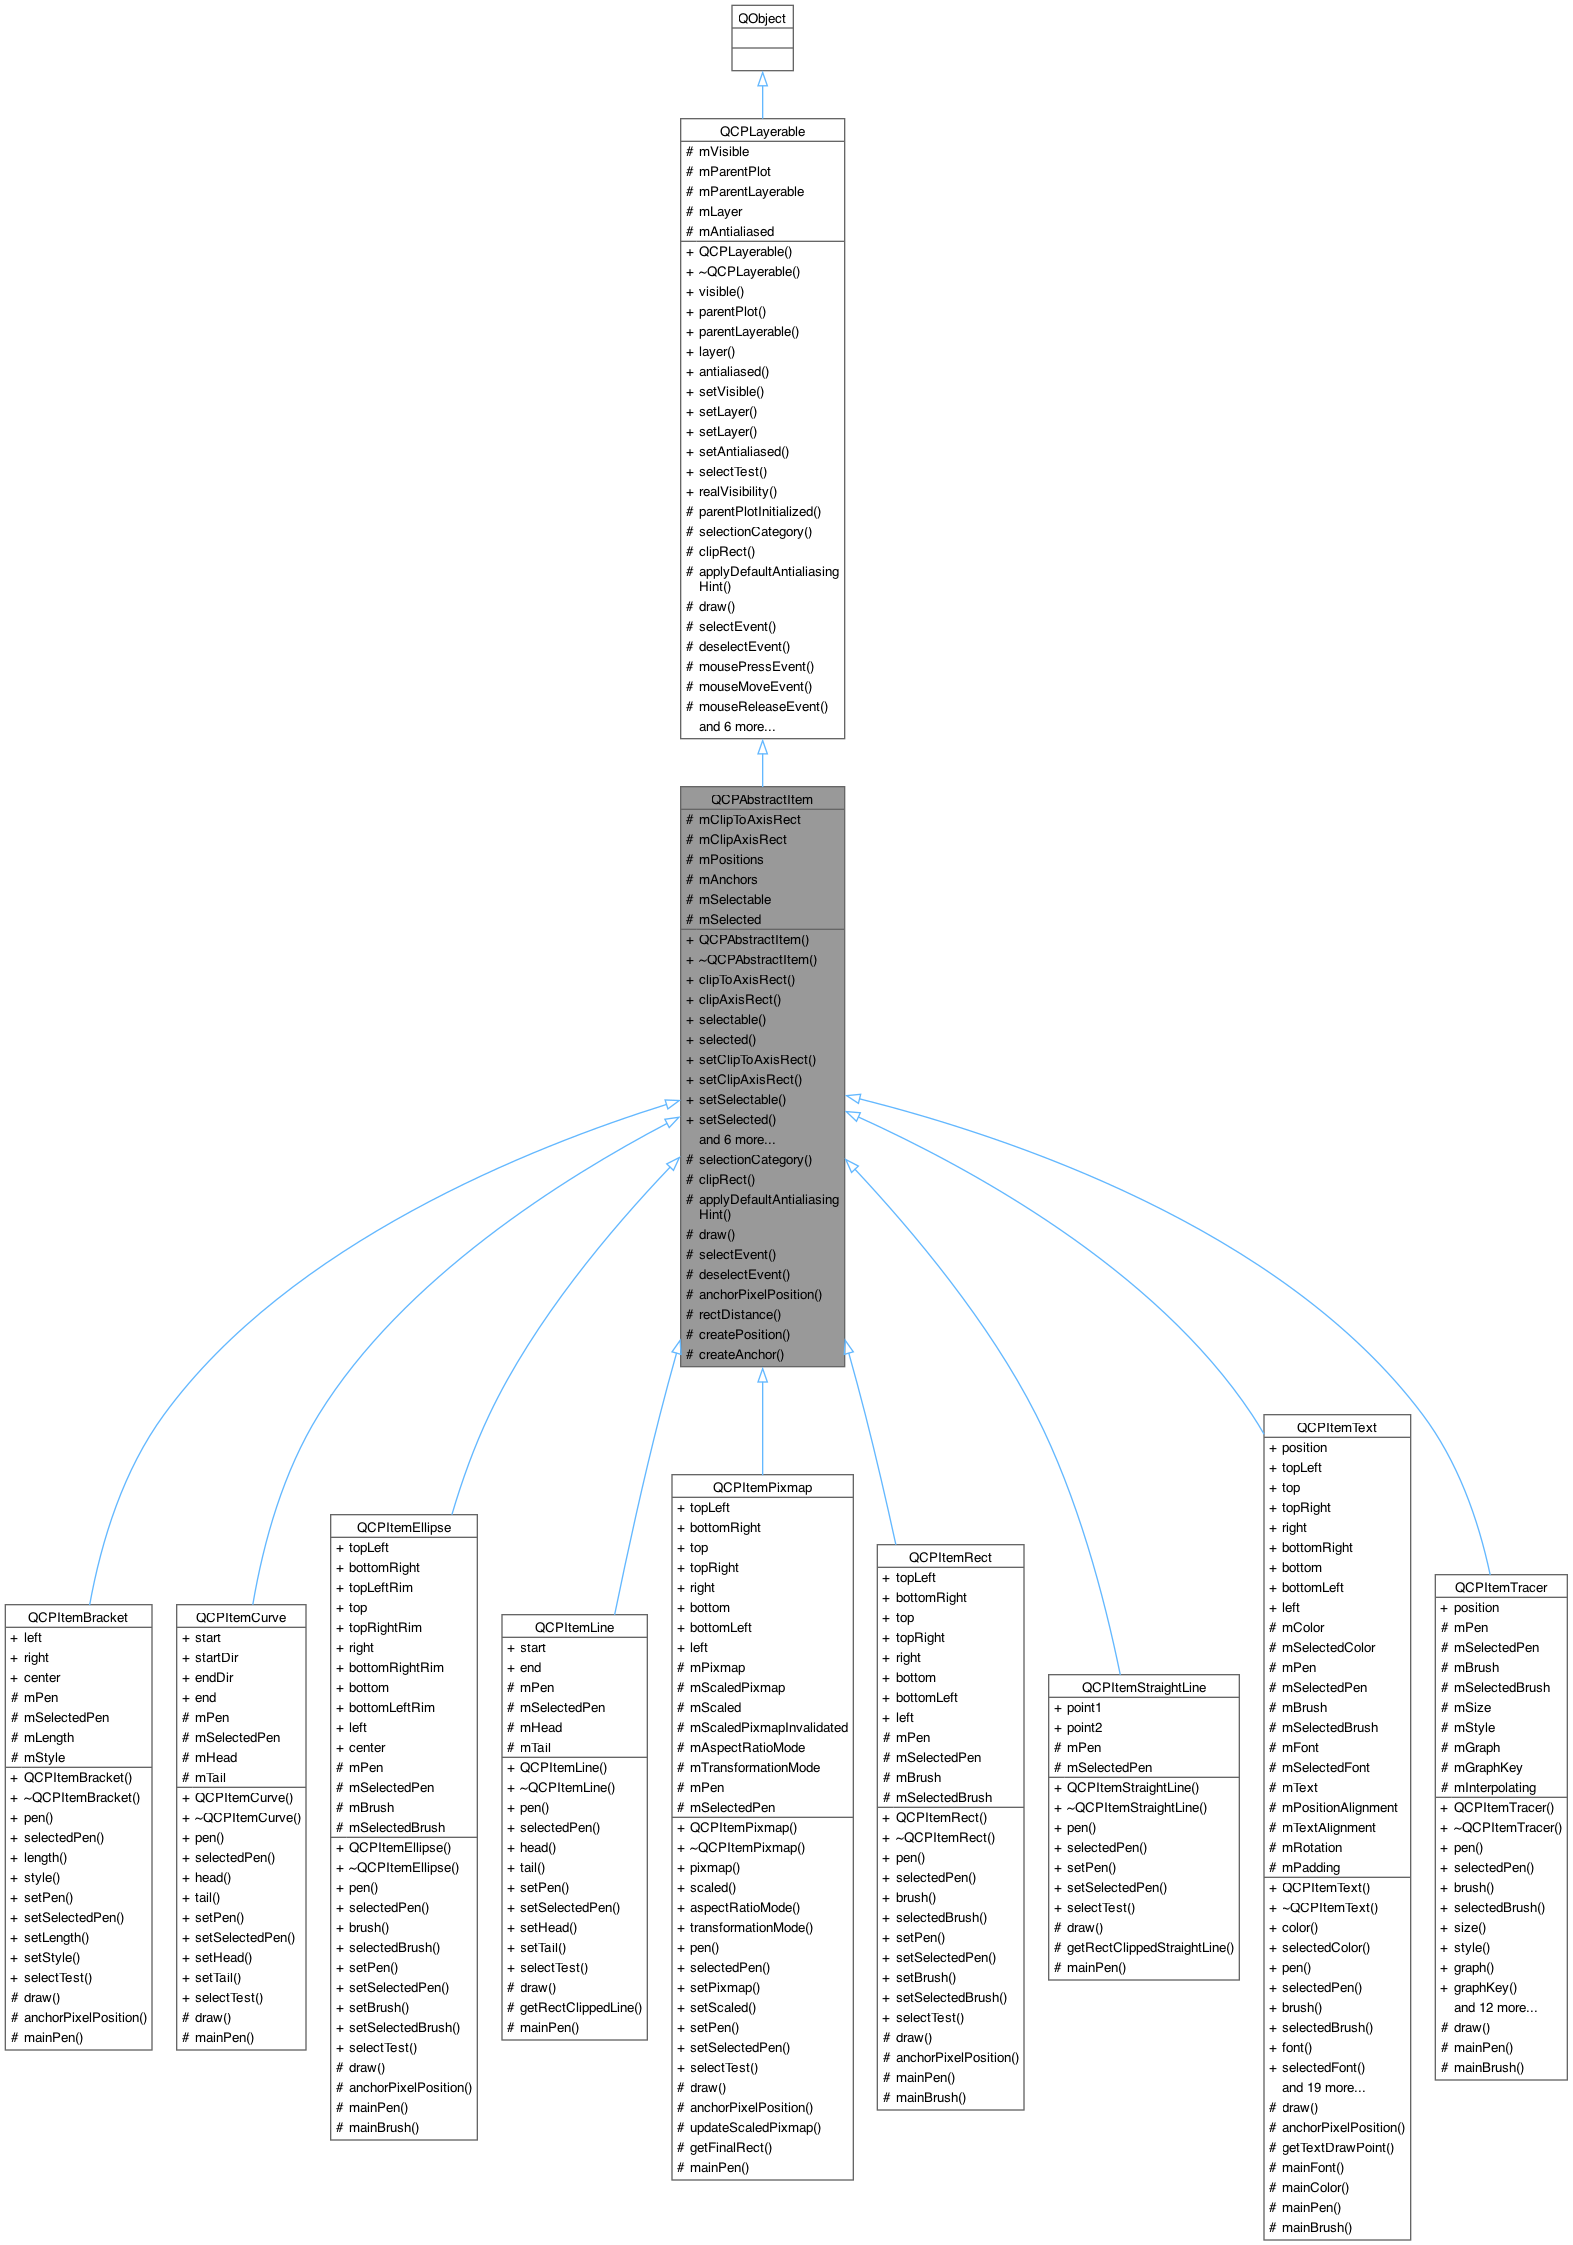 QObject
QCPLayerable
# mVisible
# mParentPlot
# mParentLayerable
# mLayer
# mAntialiased
+ QCPLayerable()
+ ~QCPLayerable()
+ visible()
+ parentPlot()
+ parentLayerable()
+ layer()
+ antialiased()
+ setVisible()
+ setLayer()
+ setLayer()
+ setAntialiased()
+ selectTest()
+ realVisibility()
# parentPlotInitialized()
# selectionCategory()
# clipRect()
# applyDefaultAntialiasing
Hint()
# draw()
# selectEvent()
# deselectEvent()
# mousePressEvent()
# mouseMoveEvent()
# mouseReleaseEvent()
and 6 more...
QCPAbstractItem
# mClipToAxisRect
# mClipAxisRect
# mPositions
# mAnchors
# mSelectable
# mSelected
+ QCPAbstractItem()
+ ~QCPAbstractItem()
+ clipToAxisRect()
+ clipAxisRect()
+ selectable()
+ selected()
+ setClipToAxisRect()
+ setClipAxisRect()
+ setSelectable()
+ setSelected()
and 6 more...
# selectionCategory()
# clipRect()
# applyDefaultAntialiasing
Hint()
# draw()
# selectEvent()
# deselectEvent()
# anchorPixelPosition()
# rectDistance()
# createPosition()
# createAnchor()
QCPItemBracket
+ left
+ right
+ center
# mPen
# mSelectedPen
# mLength
# mStyle
+ QCPItemBracket()
+ ~QCPItemBracket()
+ pen()
+ selectedPen()
+ length()
+ style()
+ setPen()
+ setSelectedPen()
+ setLength()
+ setStyle()
+ selectTest()
# draw()
# anchorPixelPosition()
# mainPen()
QCPItemCurve
+ start
+ startDir
+ endDir
+ end
# mPen
# mSelectedPen
# mHead
# mTail
+ QCPItemCurve()
+ ~QCPItemCurve()
+ pen()
+ selectedPen()
+ head()
+ tail()
+ setPen()
+ setSelectedPen()
+ setHead()
+ setTail()
+ selectTest()
# draw()
# mainPen()
QCPItemEllipse
+ topLeft
+ bottomRight
+ topLeftRim
+ top
+ topRightRim
+ right
+ bottomRightRim
+ bottom
+ bottomLeftRim
+ left
+ center
# mPen
# mSelectedPen
# mBrush
# mSelectedBrush
+ QCPItemEllipse()
+ ~QCPItemEllipse()
+ pen()
+ selectedPen()
+ brush()
+ selectedBrush()
+ setPen()
+ setSelectedPen()
+ setBrush()
+ setSelectedBrush()
+ selectTest()
# draw()
# anchorPixelPosition()
# mainPen()
# mainBrush()
QCPItemLine
+ start
+ end
# mPen
# mSelectedPen
# mHead
# mTail
+ QCPItemLine()
+ ~QCPItemLine()
+ pen()
+ selectedPen()
+ head()
+ tail()
+ setPen()
+ setSelectedPen()
+ setHead()
+ setTail()
+ selectTest()
# draw()
# getRectClippedLine()
# mainPen()
QCPItemPixmap
+ topLeft
+ bottomRight
+ top
+ topRight
+ right
+ bottom
+ bottomLeft
+ left
# mPixmap
# mScaledPixmap
# mScaled
# mScaledPixmapInvalidated
# mAspectRatioMode
# mTransformationMode
# mPen
# mSelectedPen
+ QCPItemPixmap()
+ ~QCPItemPixmap()
+ pixmap()
+ scaled()
+ aspectRatioMode()
+ transformationMode()
+ pen()
+ selectedPen()
+ setPixmap()
+ setScaled()
+ setPen()
+ setSelectedPen()
+ selectTest()
# draw()
# anchorPixelPosition()
# updateScaledPixmap()
# getFinalRect()
# mainPen()
QCPItemRect
+ topLeft
+ bottomRight
+ top
+ topRight
+ right
+ bottom
+ bottomLeft
+ left
# mPen
# mSelectedPen
# mBrush
# mSelectedBrush
+ QCPItemRect()
+ ~QCPItemRect()
+ pen()
+ selectedPen()
+ brush()
+ selectedBrush()
+ setPen()
+ setSelectedPen()
+ setBrush()
+ setSelectedBrush()
+ selectTest()
# draw()
# anchorPixelPosition()
# mainPen()
# mainBrush()
QCPItemStraightLine
+ point1
+ point2
# mPen
# mSelectedPen
+ QCPItemStraightLine()
+ ~QCPItemStraightLine()
+ pen()
+ selectedPen()
+ setPen()
+ setSelectedPen()
+ selectTest()
# draw()
# getRectClippedStraightLine()
# mainPen()
QCPItemText
+ position
+ topLeft
+ top
+ topRight
+ right
+ bottomRight
+ bottom
+ bottomLeft
+ left
# mColor
# mSelectedColor
# mPen
# mSelectedPen
# mBrush
# mSelectedBrush
# mFont
# mSelectedFont
# mText
# mPositionAlignment
# mTextAlignment
# mRotation
# mPadding
+ QCPItemText()
+ ~QCPItemText()
+ color()
+ selectedColor()
+ pen()
+ selectedPen()
+ brush()
+ selectedBrush()
+ font()
+ selectedFont()
and 19 more...
# draw()
# anchorPixelPosition()
# getTextDrawPoint()
# mainFont()
# mainColor()
# mainPen()
# mainBrush()
QCPItemTracer
+ position
# mPen
# mSelectedPen
# mBrush
# mSelectedBrush
# mSize
# mStyle
# mGraph
# mGraphKey
# mInterpolating
+ QCPItemTracer()
+ ~QCPItemTracer()
+ pen()
+ selectedPen()
+ brush()
+ selectedBrush()
+ size()
+ style()
+ graph()
+ graphKey()
and 12 more...
# draw()
# mainPen()
# mainBrush()